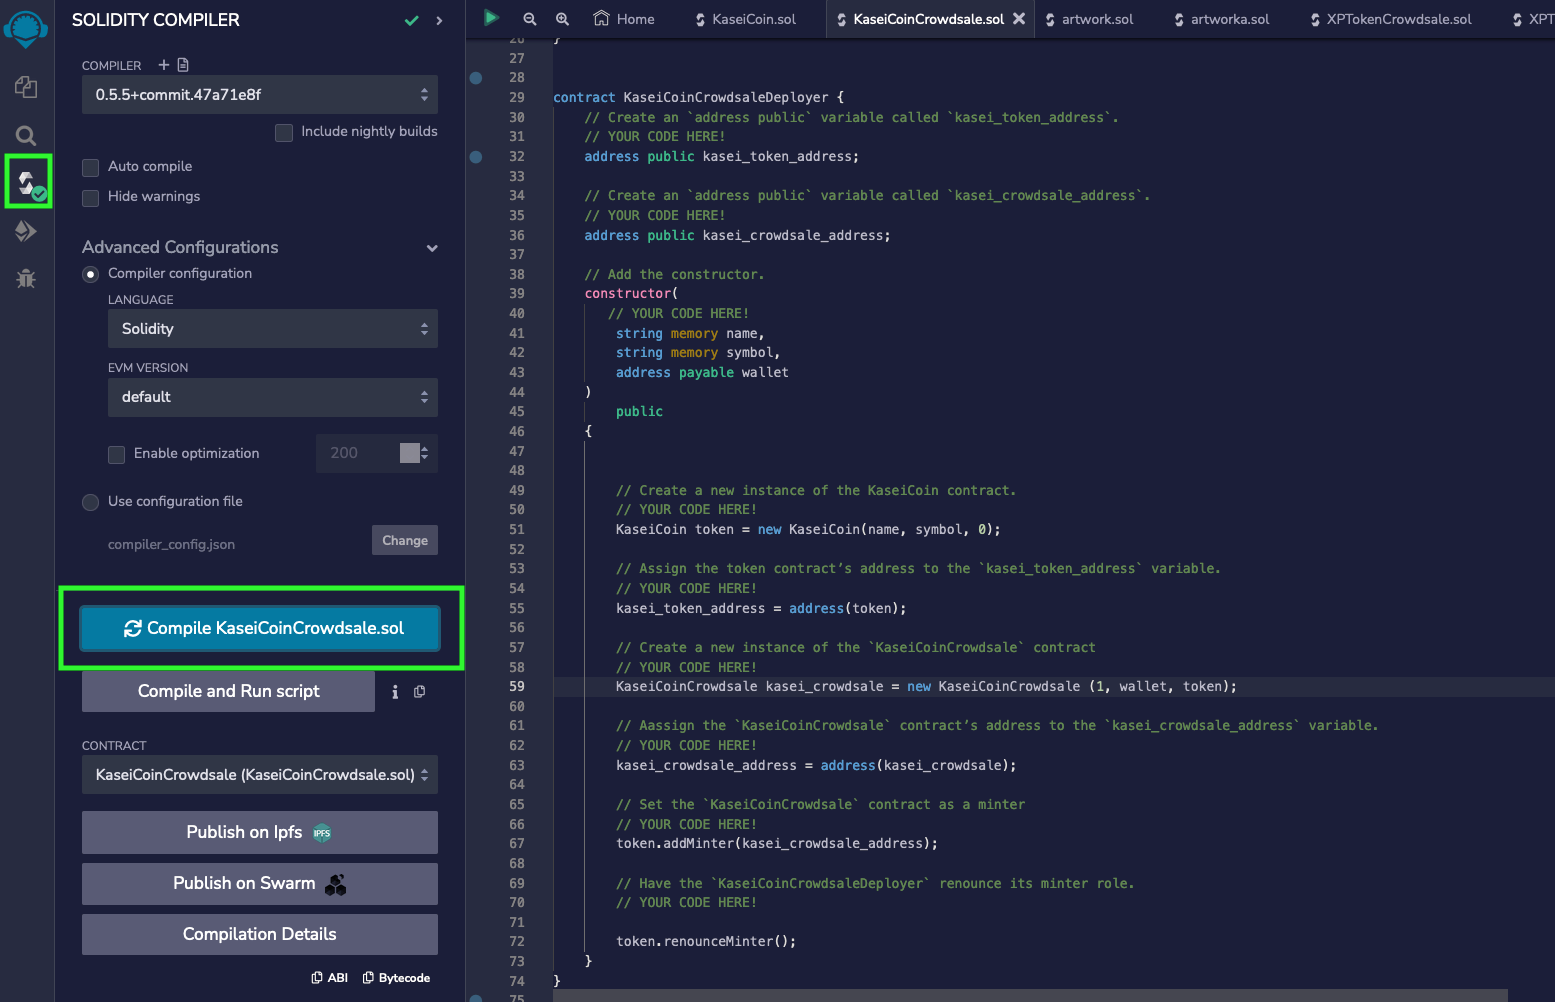 SOLIDITY COMPILER
COMPILER
0.5.5+commit.47a71e8f
Include nightly builds
Auto compile
Hide warnings
Advanced Configurations
Compiler configuration
LANGUAGE
Solidity
EVM VERSION
default
Enable optimization
200
Use configuration file
compiler_config.json
Change
Compile KaseiCoinCrowdsale.sol
Compile and Run script
CONTRACT
KaseiCoinCrowdsale (KaseiCoinCrowdsale.sol)
Publish on Ipfs IPFS
Publish on Swarm
Compilation Details
ABI Bytecode
Home KaseiCoin.sol KaseiCoinCrowdsale.sol artwork.sol artworka.sol XPTokenCrowdsale.sol XPT
26 }
27
28
29 contract KaseiCoinCrowdsaleDeployer {
30 // Create an `address public` variable called `kasei_token_address`.
31 // YOUR CODE HERE!
32 address public kasei_token_address;
33
34 // Create an `address public` variable called `kasei_crowdsale_address`.
35 // YOUR CODE HERE!
36 address public kasei_crowdsale_address;
37
38 // Add the constructor.
39 constructor(
40 // YOUR CODE HERE!
41 string memory name,
42 string memory symbol,
43 address payable wallet
44 )
45 public
46 {
47
48
49 // Create a new instance of the KaseiCoin contract.
50 // YOUR CODE HERE!
51 KaseiCoin token = new KaseiCoin(name, symbol, 0);
52
53 // Assign the token contract’s address to the `kasei_token_address` variable.
54 // YOUR CODE HERE!
55 kasei_token_address = address(token);
56
57 // Create a new instance of the `KaseiCoinCrowdsale` contract
58 // YOUR CODE HERE!
59 KaseiCoinCrowdsale kasei_crowdsale = new KaseiCoinCrowdsale (1, wallet, token);
60
61 // Aassign the `KaseiCoinCrowdsale` contract’s address to the `kasei_crowdsale_address` variable.
62 // YOUR CODE HERE!
63 kasei_crowdsale_address = address(kasei_crowdsale);
64
65 // Set the `KaseiCoinCrowdsale` contract as a minter
66 // YOUR CODE HERE!
67 token.addMinter(kasei_crowdsale_address);
68
69 // Have the `KaseiCoinCrowdsaleDeployer` renounce its minter role.
70 // YOUR CODE HERE!
71
72 token.renounceMinter();
73 }
74 }
75